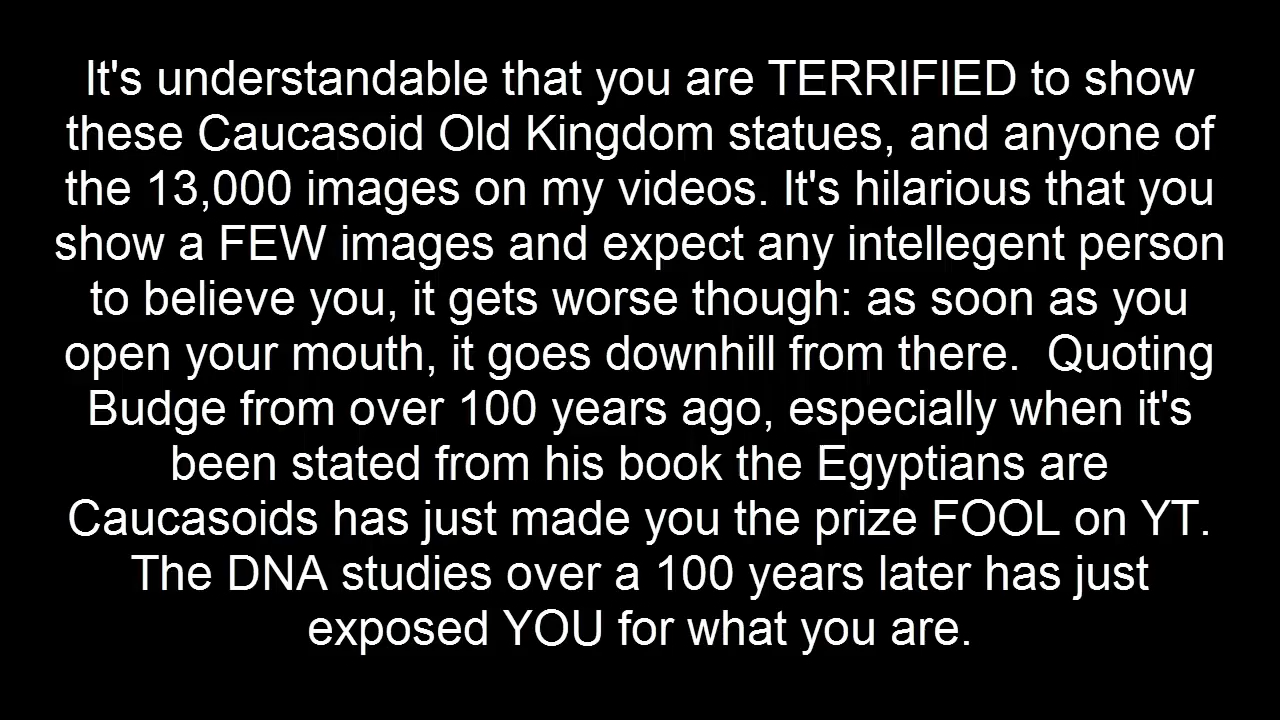 It's understandable that you are TERRIFIED to show
these Caucasoid Old Kingdom statues, and anyone of
the 13,000 images on my videos. It's hilarious that you
show a FEW images and expect any intellegent person
to believe you, it gets worse though: as soon as you
open your mouth, it goes downhill from there.  Quoting
Budge from over 100 years ago, especially when it's
been stated from his book the Egyptians are
Caucasoids has just made you the prize FOOL on YT.
The DNA studies over a 100 years later has just
exposed YOU for what you are.